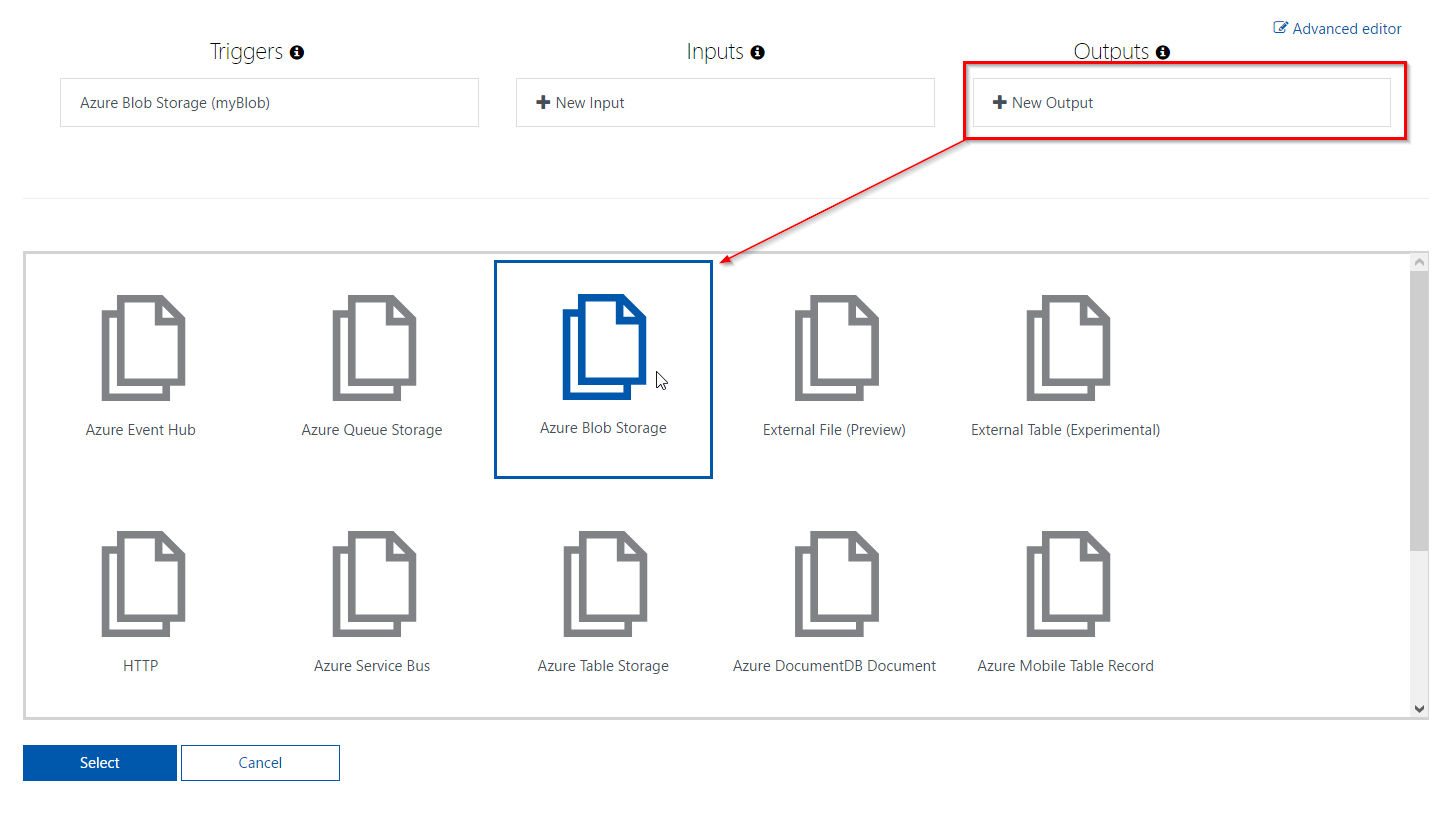 Advanced editor
Triggers
Inputs
Outputs
Azure Blob Storage (myBlob)
New Input
New Output
Azure Event Hub
Azure Queue Storage
Azure Blob Storage
External File (Preview)
External Table (Experimental)
HTTP
Azure Service Bus
Azure Table Storage
Azure DocumentDB Document
Azure Mobile Table Record
Select
Cancel